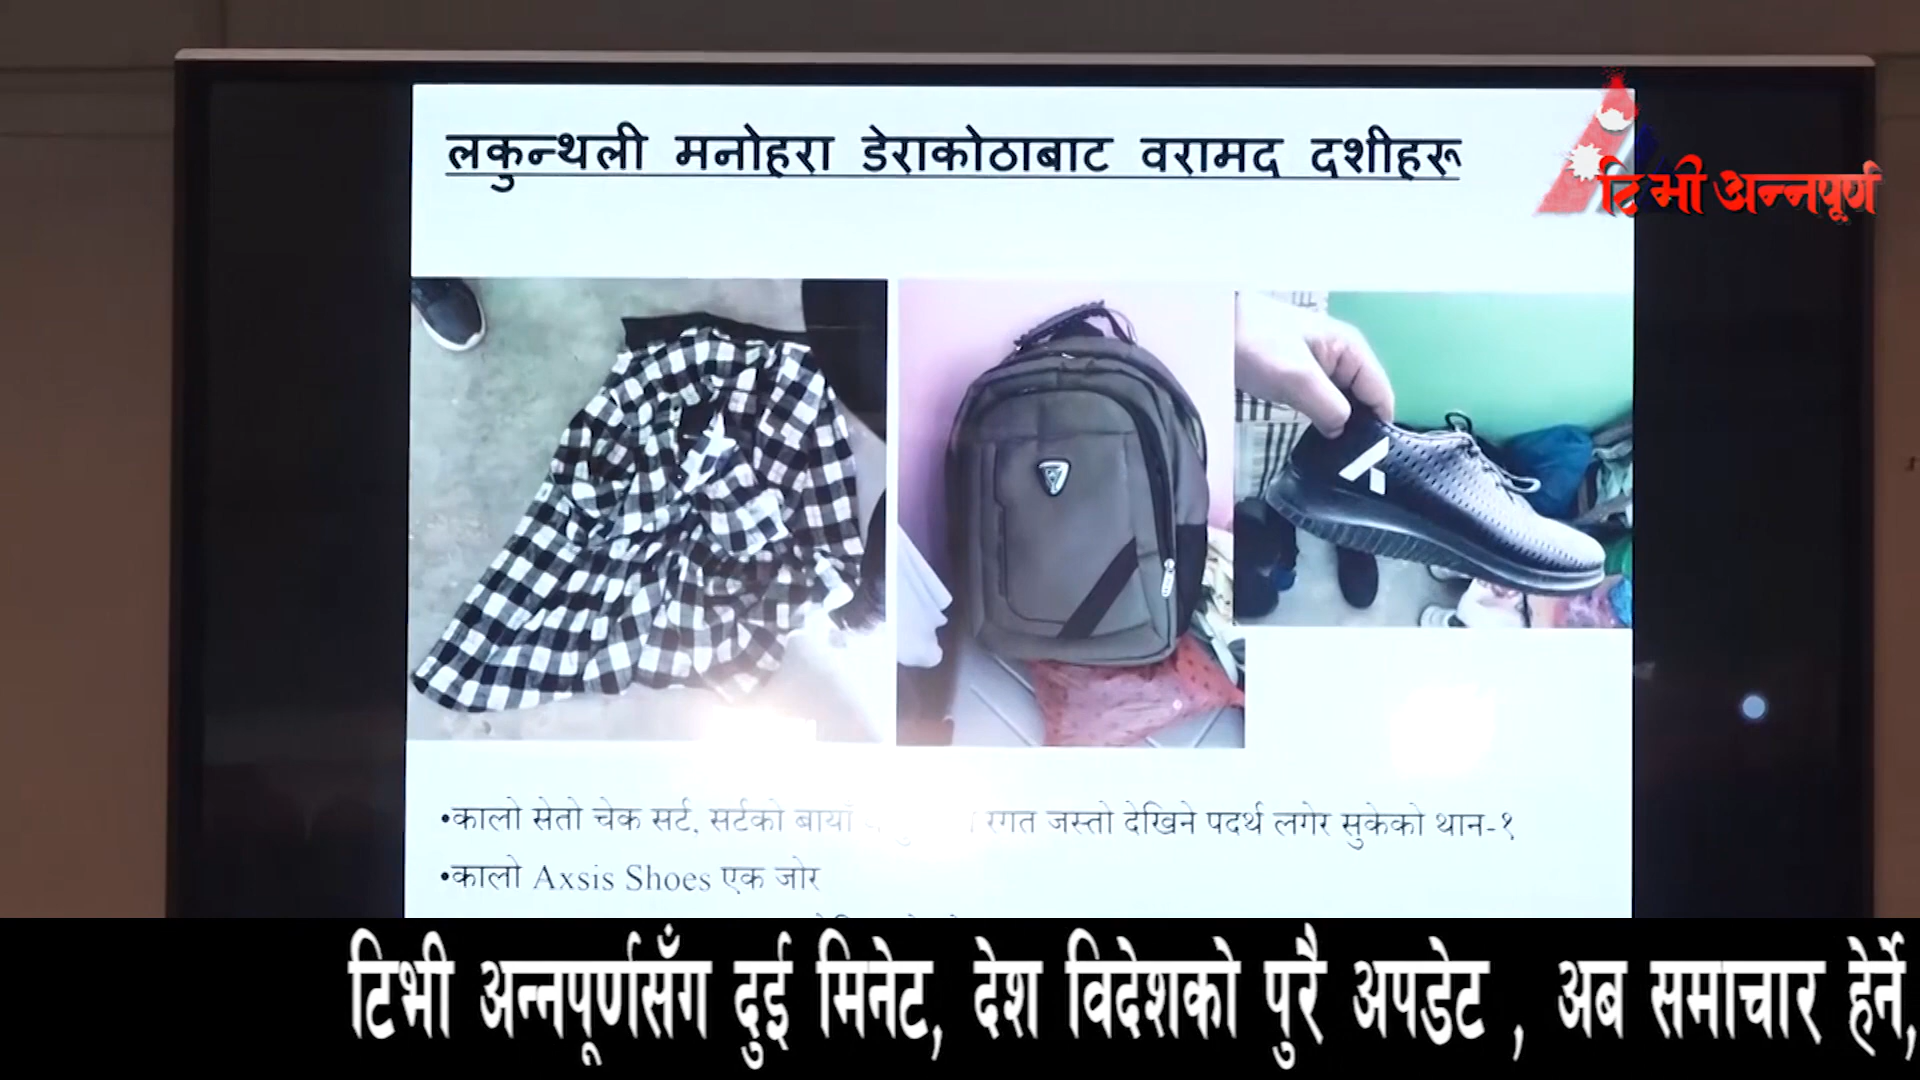 लकुन्थली मनोहरा डेराकोठाबाट वरामद दशीहरू
टिभी अन्नपूर्ण
•कालो सेतो चेक सर्ट, सर्टको बायाँ रगत जस्तो देखिने पदर्थ लगेर सुकेको थान-१
•कालो Axsis Shoes एक जोर
टिभी अन्नपूर्णसँग दुई मिनेट, देश विदेशको पुरै अपडेट , अब समाचार हेर्ने,